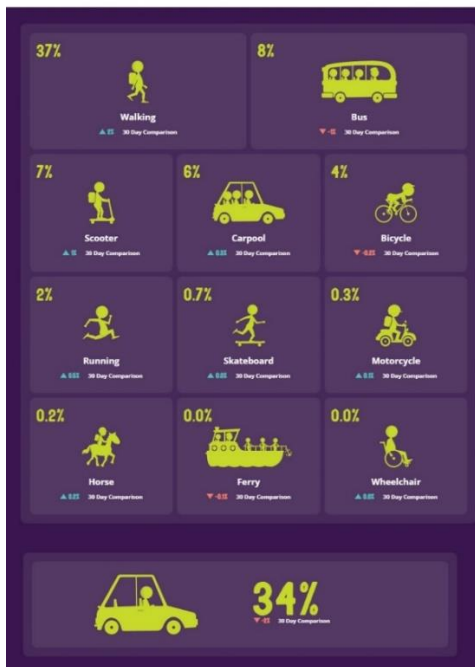 37%
8%
Walking
Bus
30 Day Comparison
30 Day Comparison
7%
6%
4%
Scooter
Carpool
Bicycle
30 Day Comparison
30 Day Comparison
30 Day Comparison
2%
0.7%
0.3%
Running
Skateboard
Motorcycle
30 Day Comparison
30 Day Comparison
30 Day Comparison
0.2%
0.0%
0.0%
Horse
Ferry
Wheelchair
30 Day Comparison
30 Day Comparison
30 Day Comparison
34%
30 Day Comparison